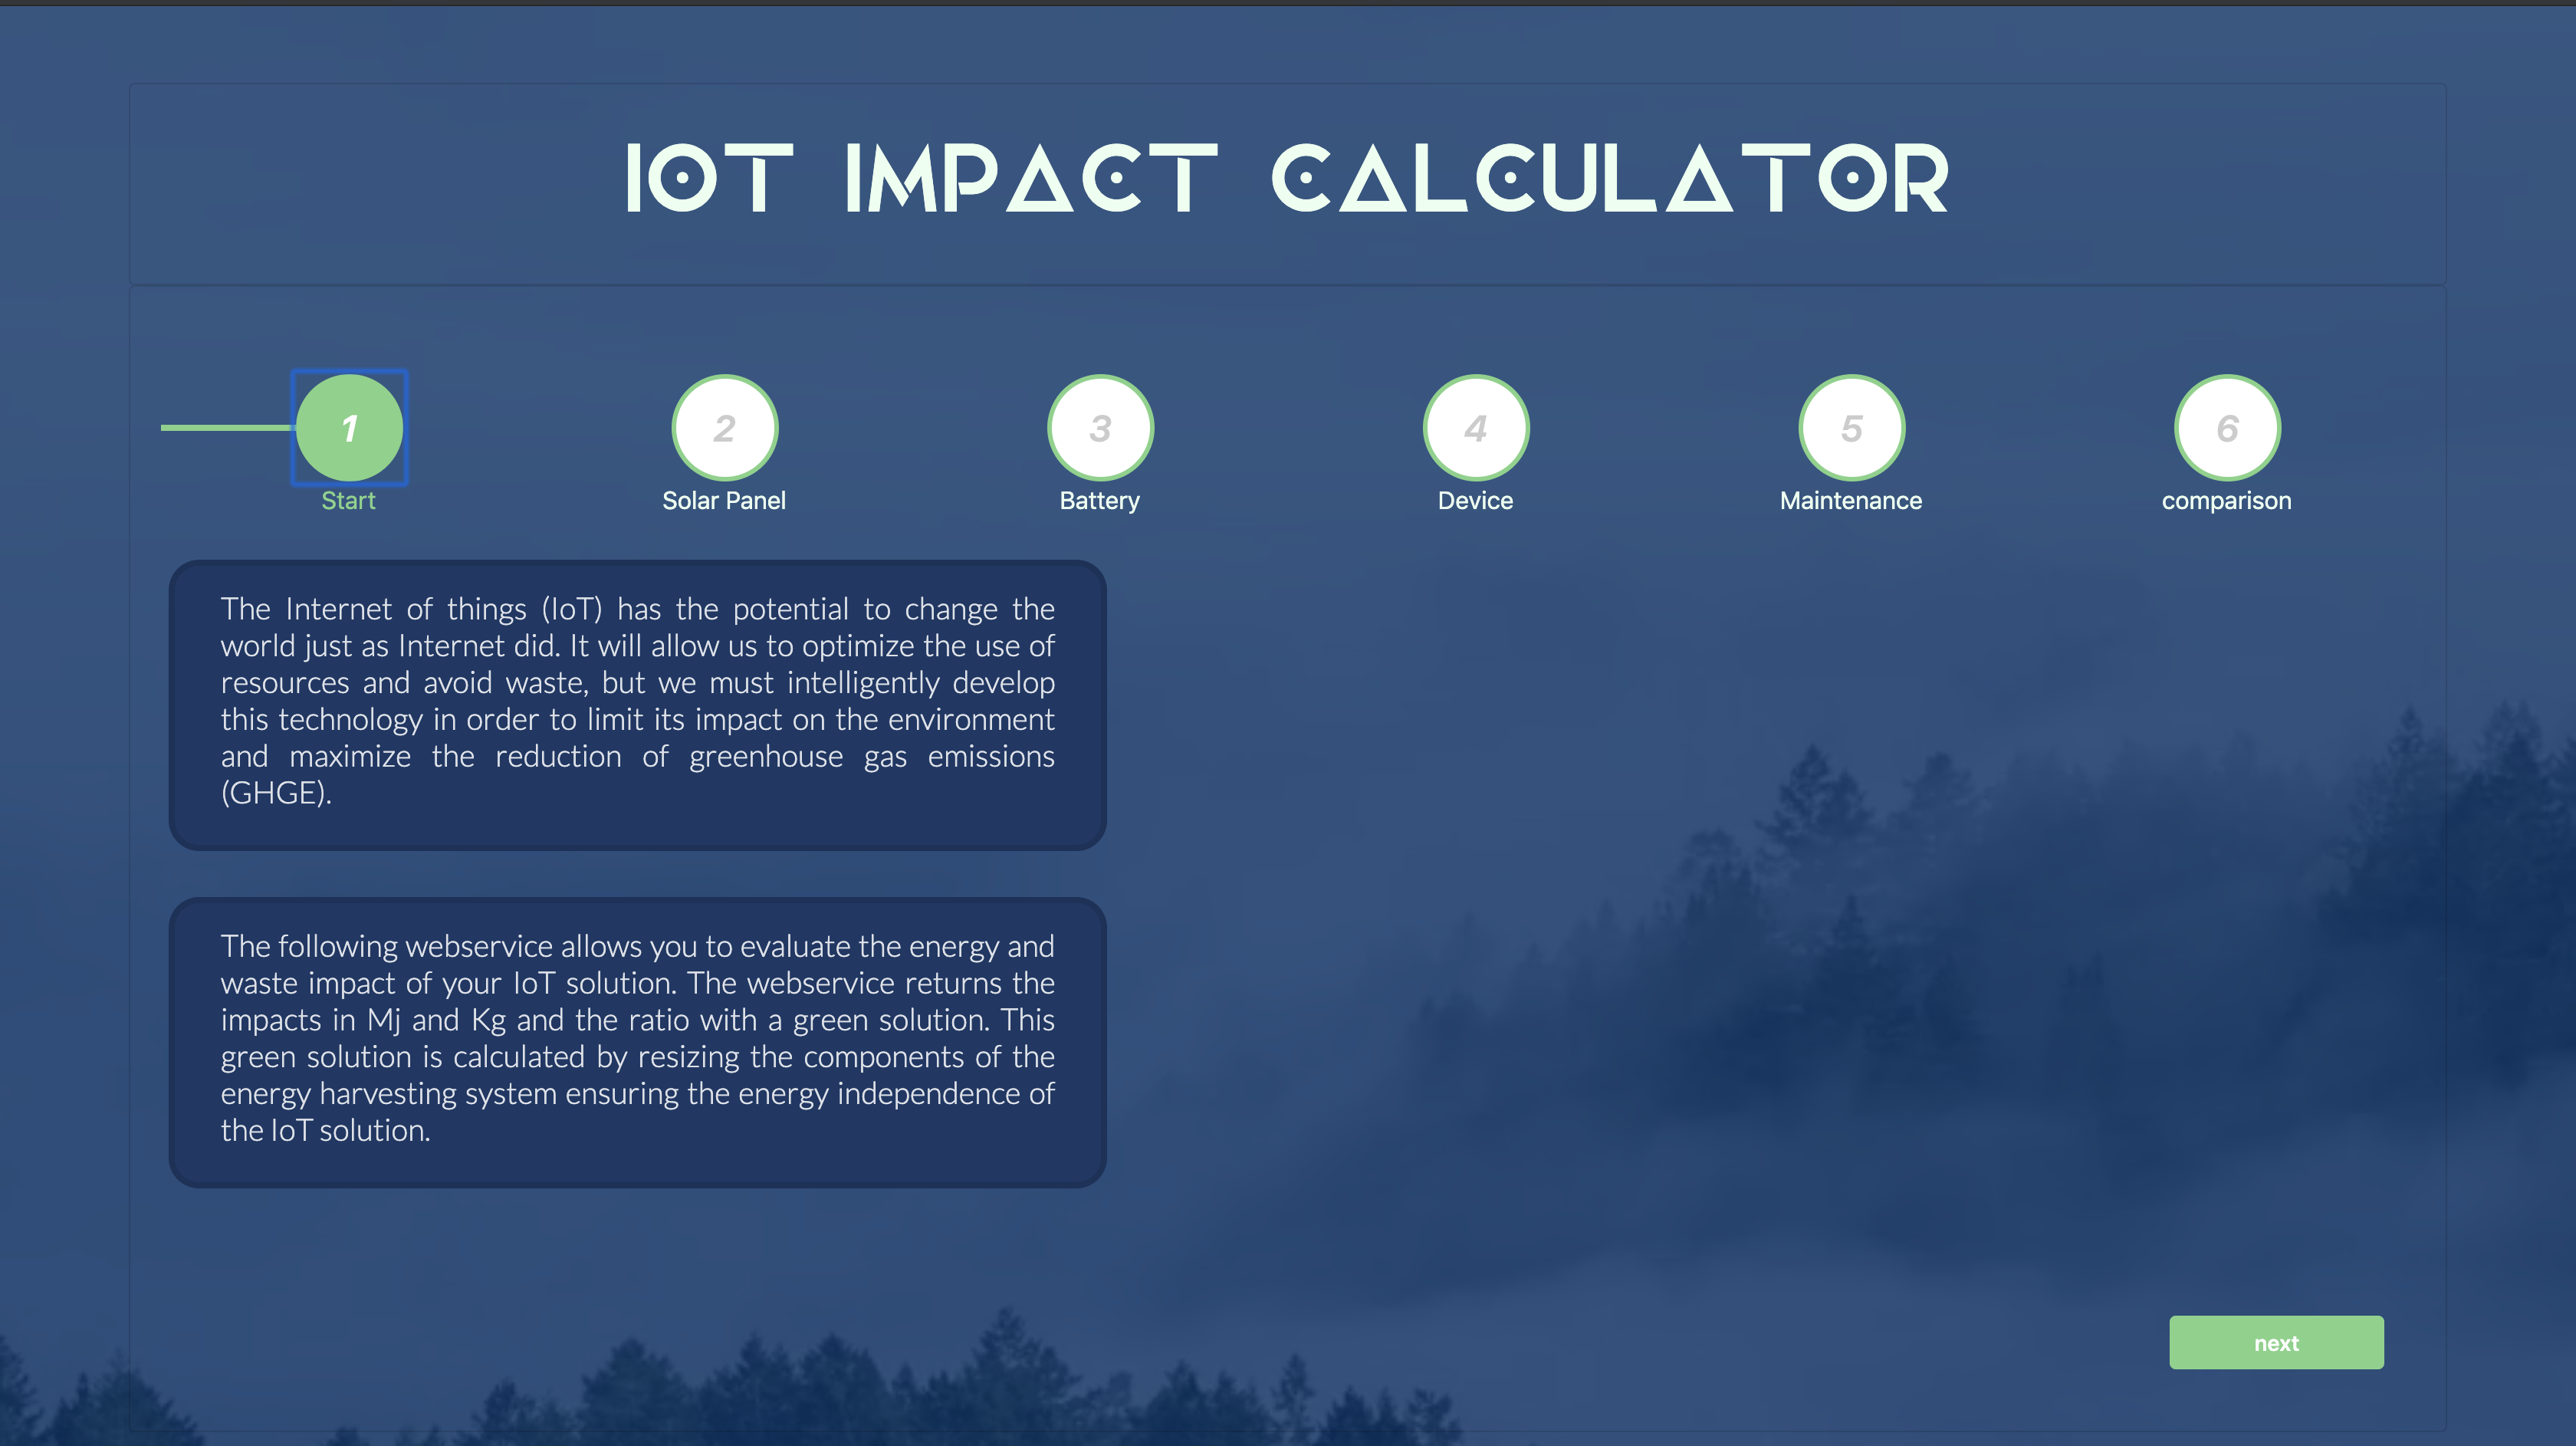 IOT IMPACT CALCULATOR
1 2 3 4 5 6
Start Solar Panel Battery Device Maintenance comparison
The Internet of things (IoT) has the potential to change the
world just as Internet did. It will allow us to optimize the use of
resources and avoid waste, but we must intelligently develop
this technology in order to limit its impact on the environment
and maximize the reduction of greenhouse gas emissions
(GHGE).
The following webservice allows you to evaluate the energy and
waste impact of your IoT solution. The webservice returns the
impacts in Mj and Kg and the ratio with a green solution. This
green solution is calculated by resizing the components of the
energy harvesting system ensuring the energy independence of
the IoT solution.
next